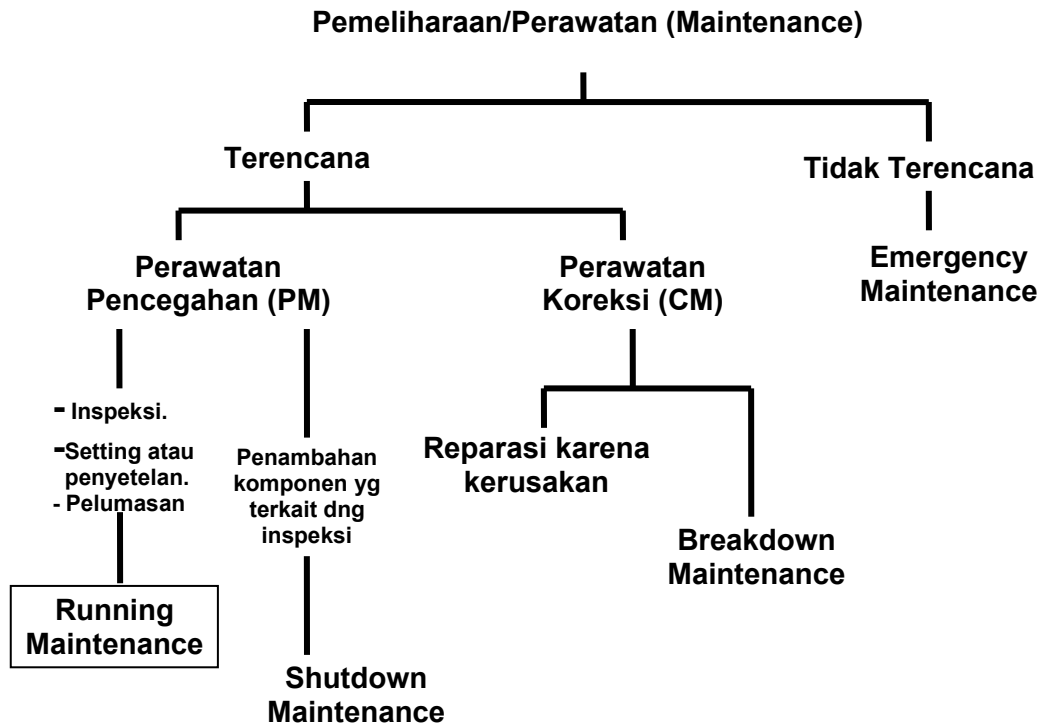 Pemeliharaan/Perawatan (Maintenance)
Terencana
Tidak Terencana
Perawatan
Pencegahan (PM)
Perawatan
Koreksi (CM)
Emergency
Maintenance
- Inspeksi.
-Setting atau
penyetelan.
- Pelumasan
Penambahan
komponen yg
terkait dng
inspeksi
Reparasi karena
kerusakan
Breakdown
Maintenance
Running
Maintenance
Shutdown
Maintenance